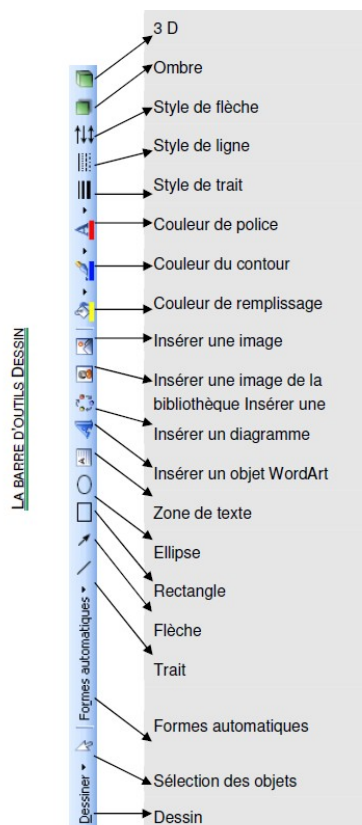 LA BARRE D'OUTILS DESSIN
Dessiner
Formes automatiques
3 D
Ombre
Style de flèche
Style de ligne
Style de trait
Couleur de police
Couleur du contour
Couleur de remplissage
Insérer une image
Insérer une image de la
bibliothèque Insérer une
Insérer un diagramme
Insérer un objet WordArt
Zone de texte
Ellipse
Rectangle
Flèche
Trait
Formes automatiques
Sélection des objets
Dessin